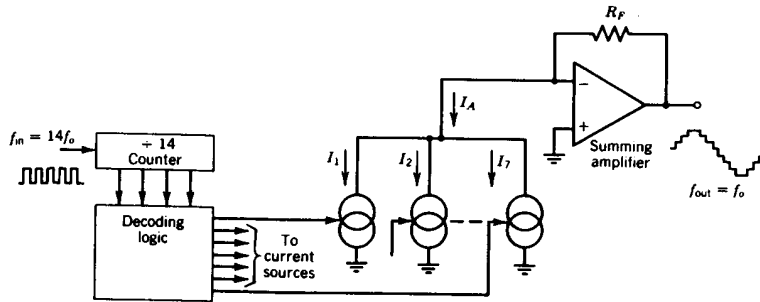 R_F
I_A
−
+
Summing
amplifier
f_in = 14f_o
÷ 14
Counter
I_1
I_2
I_7
f_out = f_o
Decoding
logic
To
current
sources